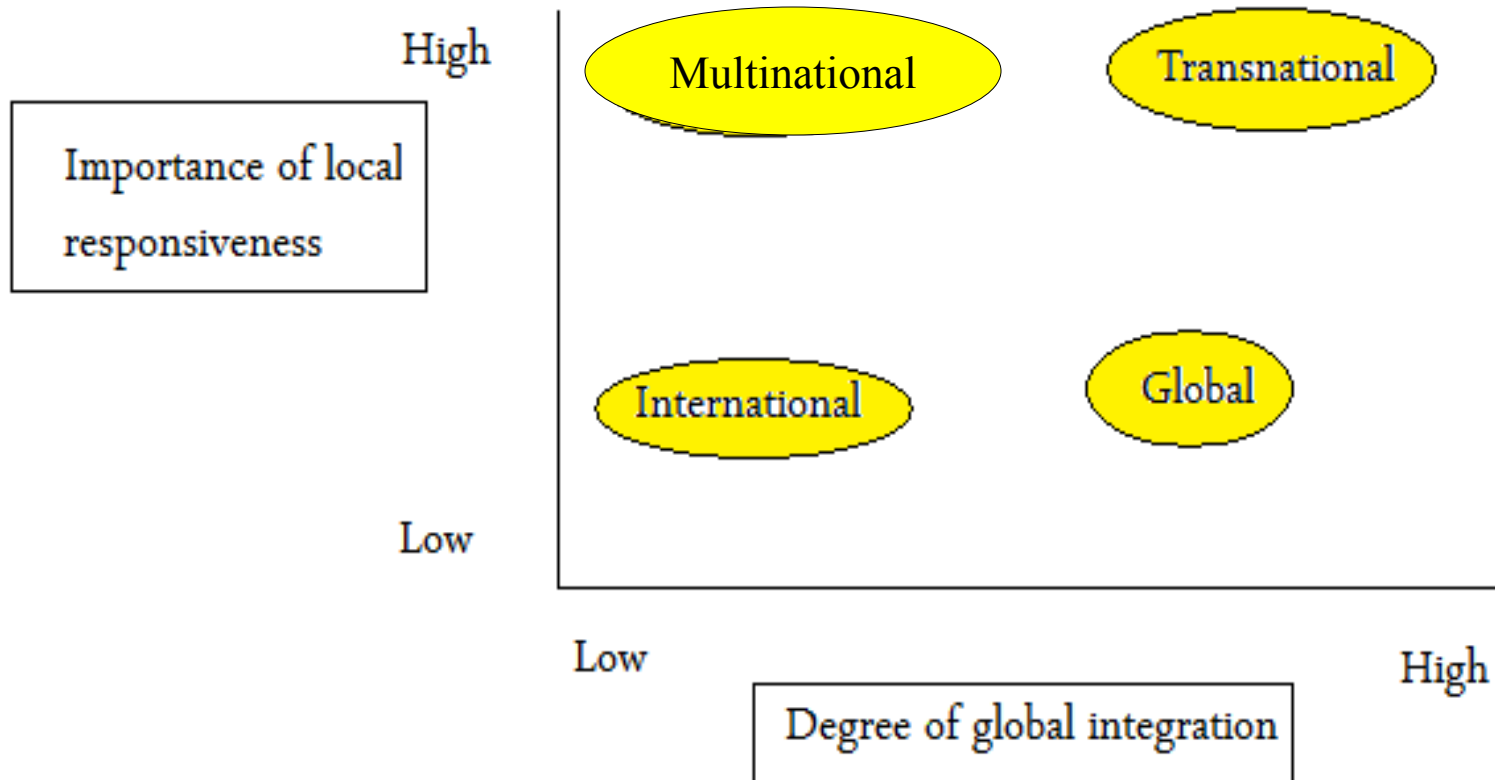 High
Multinational
Transnational
Importance of local
responsiveness
International
Global
Low
Low
High
Degree of global integration